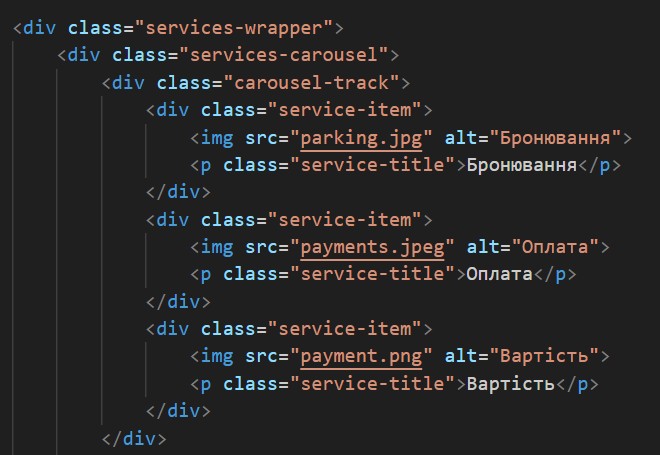 <div class="services-wrapper">
    <div class="services-carousel">
        <div class="carousel-track">
            <div class="service-item">
                <img src="parking.jpg" alt="Бронювання">
                <p class="service-title">Бронювання</p>
            </div>
            <div class="service-item">
                <img src="payments.jpeg" alt="Оплата">
                <p class="service-title">Оплата</p>
            </div>
            <div class="service-item">
                <img src="payment.png" alt="Вартість">
                <p class="service-title">Вартість</p>
            </div>
        </div>